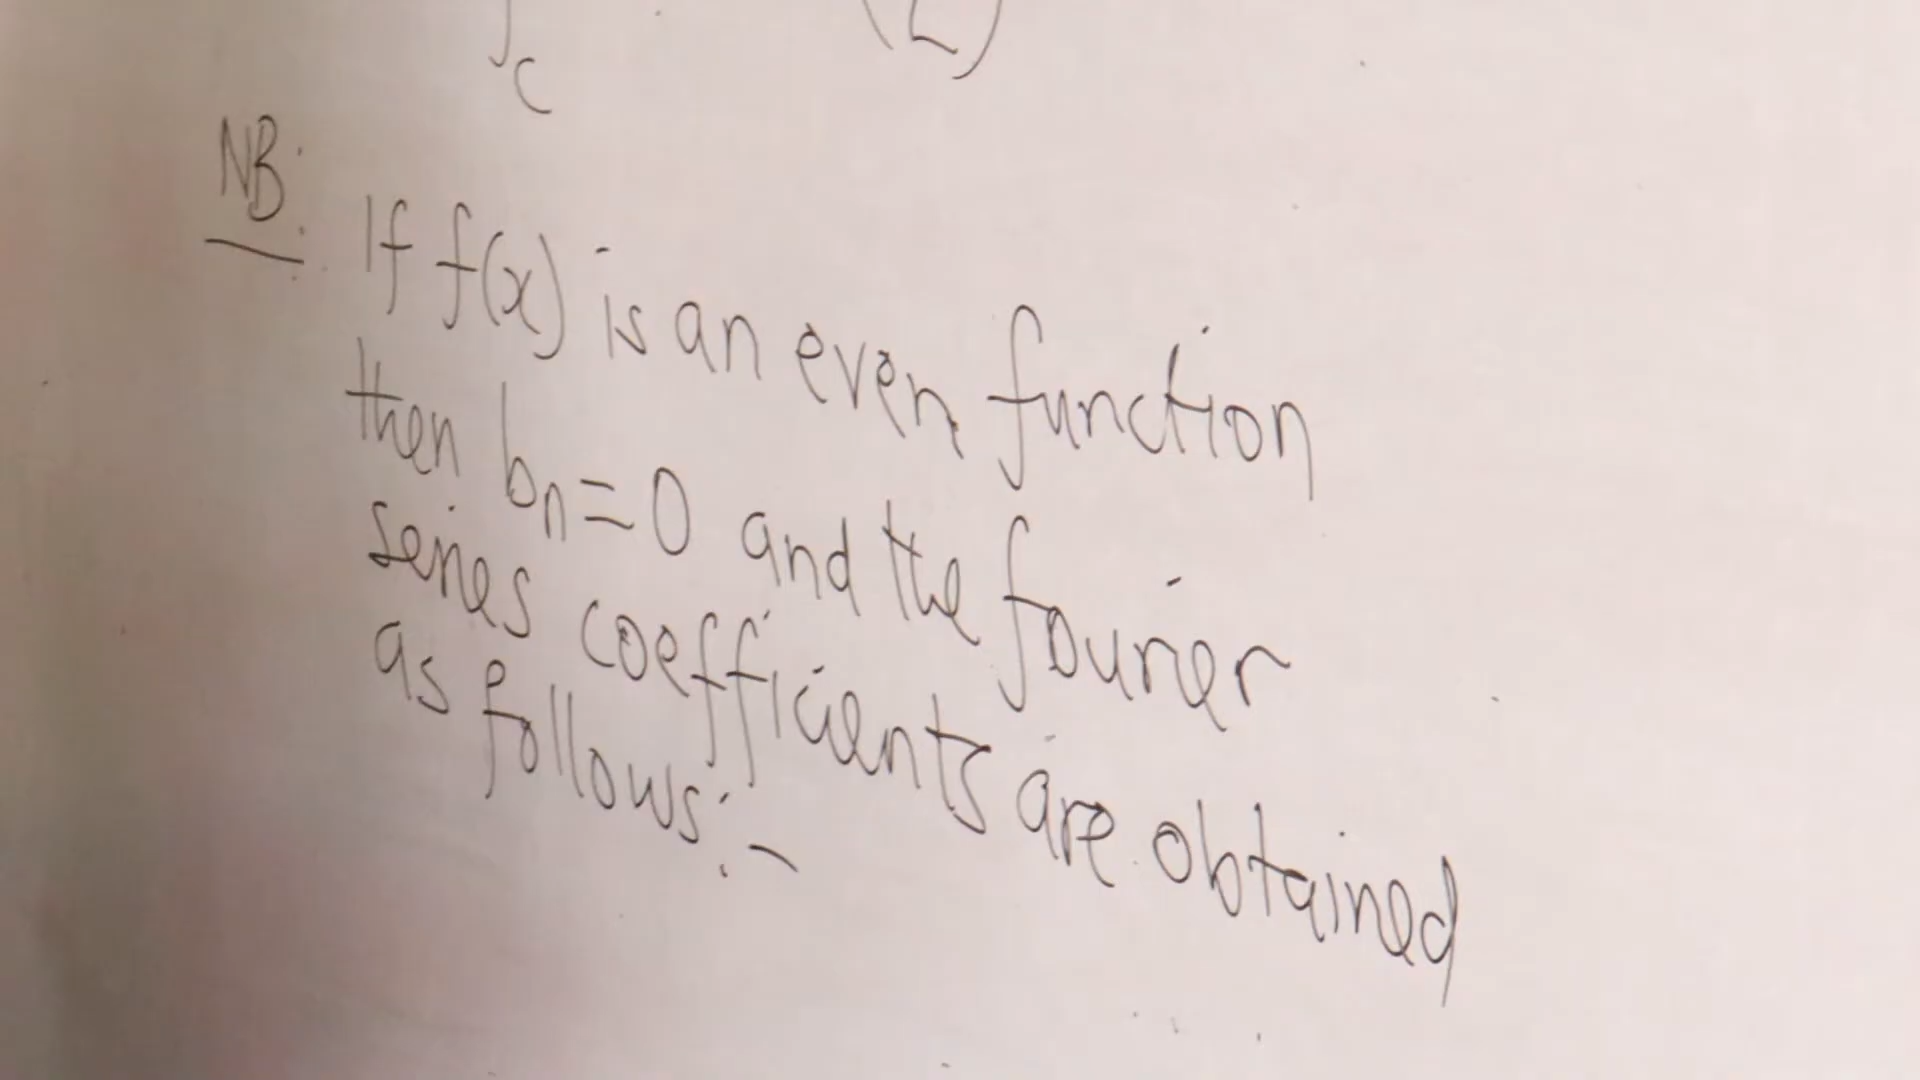 ∫c (L)
NB:
If f(x) is an even function
then bn = 0 and the fourier
series coefficients are obtained
as follows:-